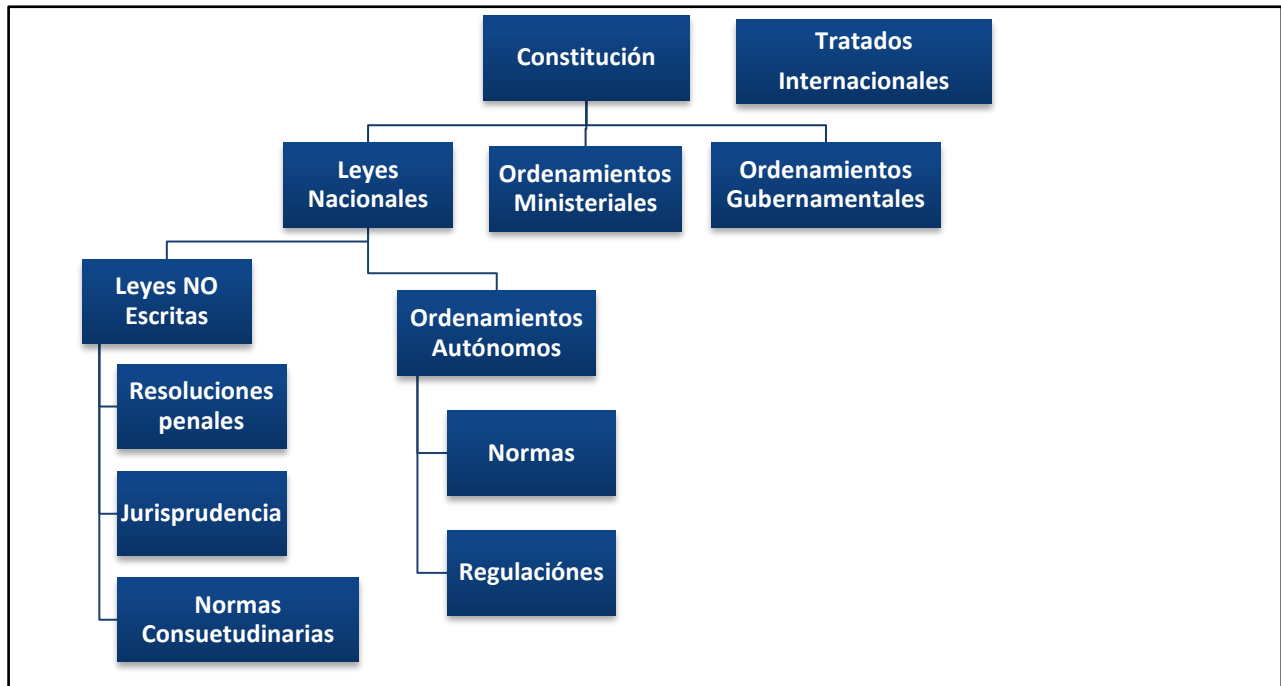 Constitución
Tratados
Internacionales
Leyes
Nacionales
Ordenamientos
Ministeriales
Ordenamientos
Gubernamentales
Leyes NO
Escritas
Ordenamientos
Autónomos
Resoluciones
penales
Normas
Jurisprudencia
Regulaciónes
Normas
Consuetudinarias